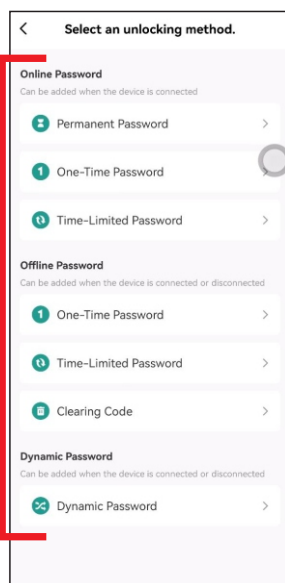 Select an unlocking method.
Online Password
Can be added when the device is connected
Permanent Password
1 One-Time Password
Time-Limited Password
Offline Password
Can be added when the device is connected or disconnected
1 One-Time Password
Time-Limited Password
Clearing Code
Dynamic Password
Can be added when the device is connected or disconnected
Dynamic Password